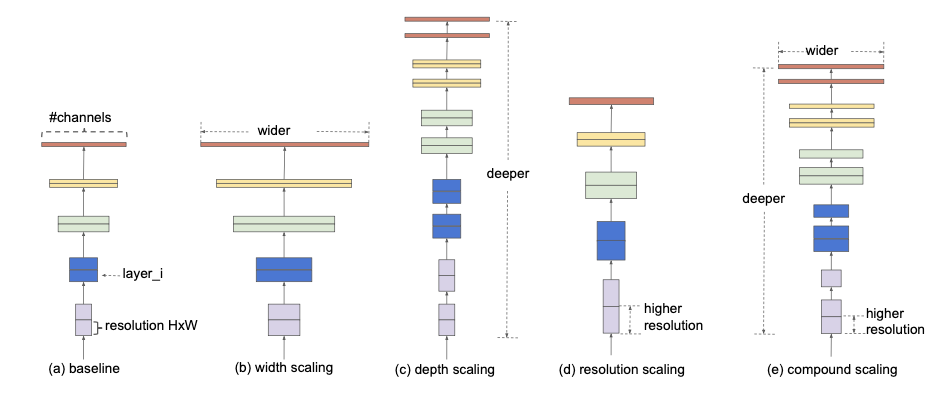 #channels
layer_i
resolution HxW
(a) baseline
wider
(b) width scaling
deeper
(c) depth scaling
higher
resolution
(d) resolution scaling
wider
deeper
higher
resolution
(e) compound scaling